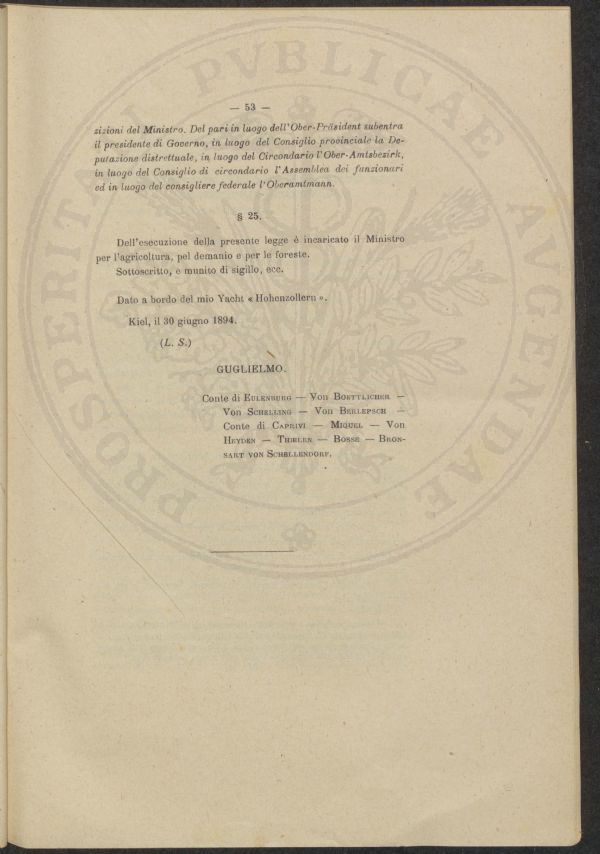 — 53 —
zizioni del Ministro. Del pari in luogo dell'Ober-Präsident subentra
il presidente di Governo, in luogo del Consiglio provinciale la De-
putazione distrettuale, in luogo del Circondario l'Ober-Amtsbezirk,
in luogo del Consiglio di circondario l'Assemblea dei funzionari
ed in luogo del consigliere federale l'Oberamtmann.
§ 25.
Dell'esecuzione della presente legge è incaricato il Ministro
per l'agricoltura, pel demanio e per le foreste.
Sottoscritto, e munito di sigillo, ecc.
Dato a bordo del mio Yacht « Hohenzollern ».
Kiel, il 30 giugno 1894.
(L. S.)
GUGLIELMO.
Conte di Eulenburg — Von Boettlicher —
Von Schelling — Von Berlepsch —
Conte di Caprivi — Miquel — Von
Heyden — Thielen — Bosse — Bron-
sart von Schellendorf.
PROSPERITATI PVBLICAE AVGENDAE